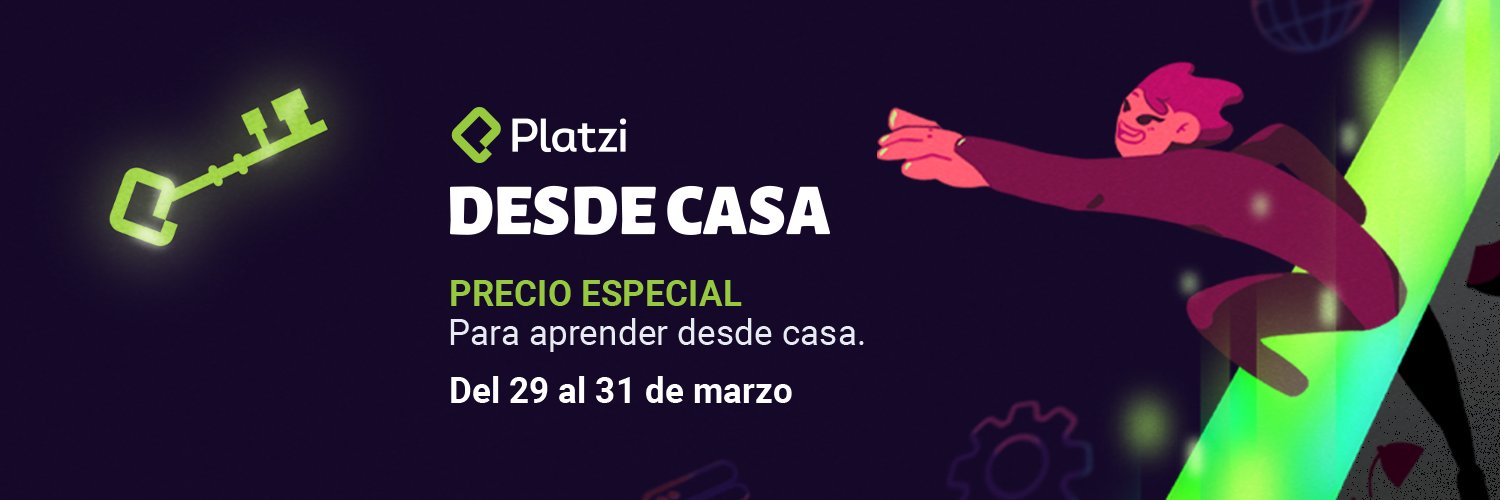 Platzi
DESDE CASA
PRECIO ESPECIAL
Para aprender desde casa.
Del 29 al 31 de marzo